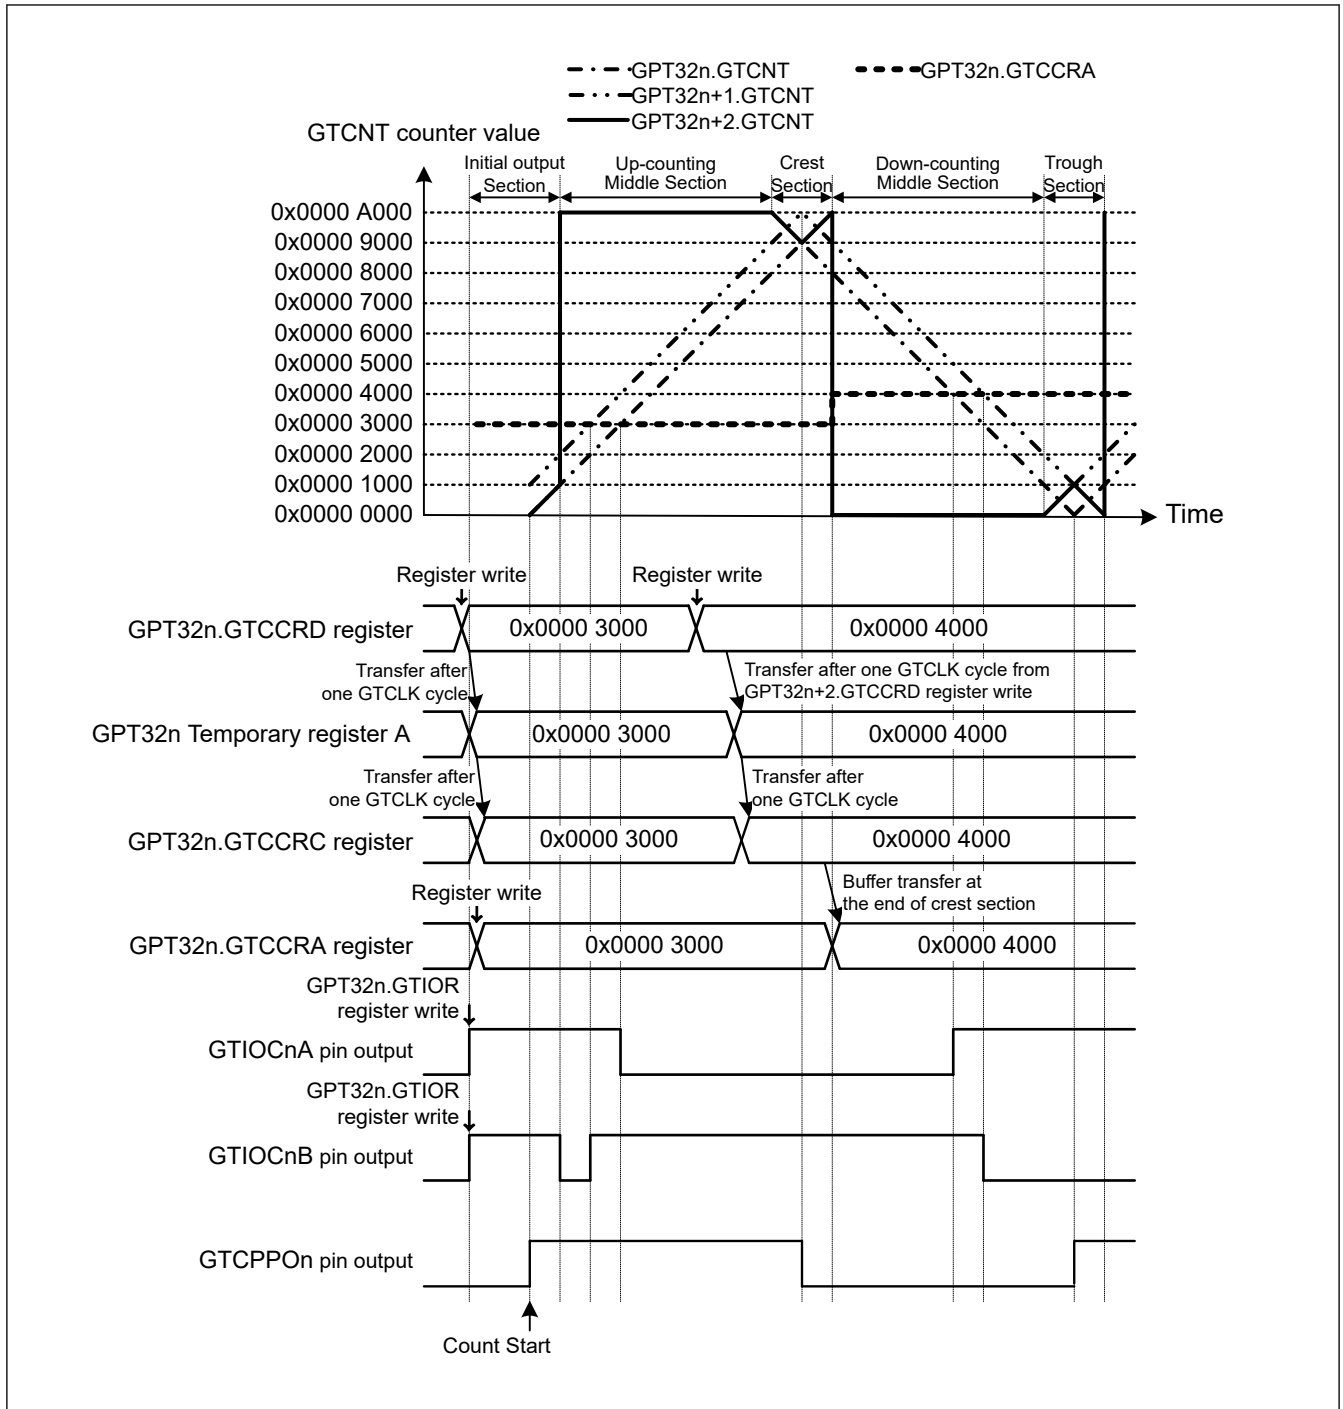 GPT32n.GTCNT
GPT32n.GTCCRA
GPT32n+1.GTCNT
GPT32n+2.GTCNT
GTCNT counter value
Initial output
Section
Up-counting
Middle Section
Crest
Section
Down-counting
Middle Section
Trough
Section
0x0000 A000
0x0000 9000
0x0000 8000
0x0000 7000
0x0000 6000
0x0000 5000
0x0000 4000
0x0000 3000
0x0000 2000
0x0000 1000
0x0000 0000
Time
Register write
Register write
GPT32n.GTCCRD register
0x0000 3000
0x0000 4000
Transfer after
one GTCLK cycle
Transfer after one GTCLK cycle from
GPT32n+2.GTCCRD register write
GPT32n Temporary register A
0x0000 3000
0x0000 4000
Transfer after
one GTCLK cycle
Transfer after
one GTCLK cycle
GPT32n.GTCCRC register
0x0000 3000
0x0000 4000
Register write
Buffer transfer at
the end of crest section
GPT32n.GTCCRA register
0x0000 3000
0x0000 4000
GPT32n.GTIOR
register write
GTIOCnA pin output
GPT32n.GTIOR
register write
GTIOCnB pin output
GTCPPOn pin output
Count Start